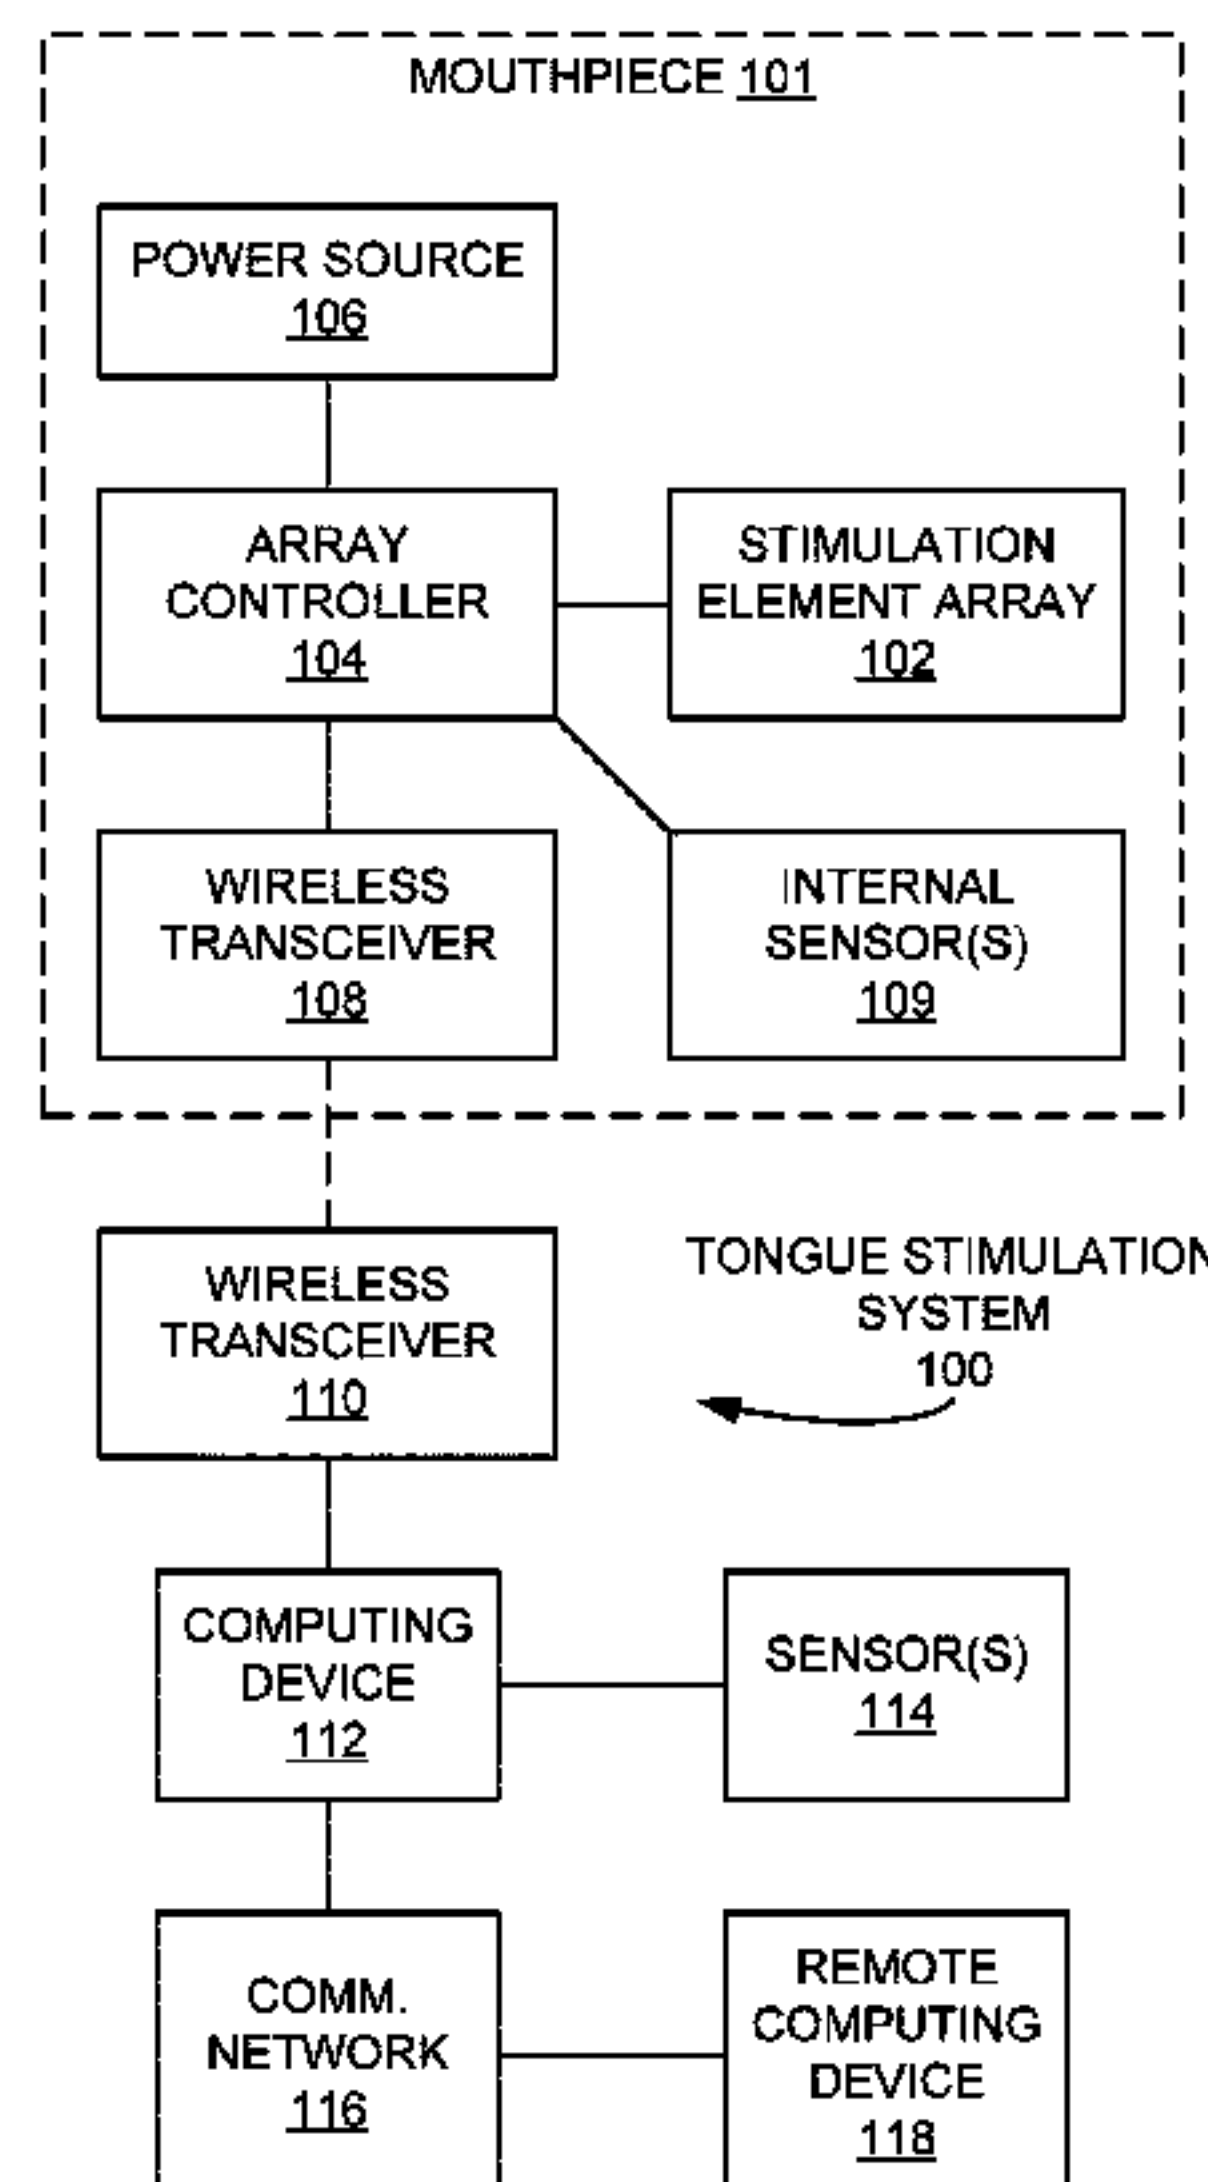 MOUTHPIECE 101
POWER SOURCE
106
ARRAY
CONTROLLER
104
STIMULATION
ELEMENT ARRAY
102
WIRELESS
TRANSCEIVER
108
INTERNAL
SENSOR(S)
109
WIRELESS
TRANSCEIVER
110
TONGUE STIMULATION
SYSTEM
100
COMPUTING
DEVICE
112
SENSOR(S)
114
COMM.
NETWORK
116
REMOTE
COMPUTING
DEVICE
118